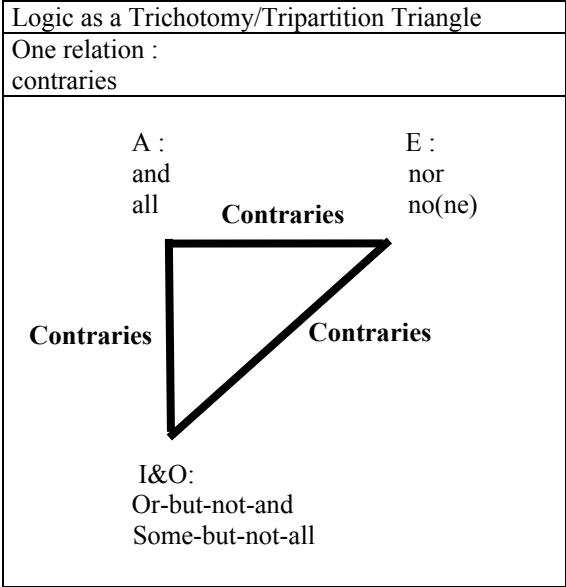 Logic as a Trichotomy/Tripartition Triangle
One relation :
contraries
A :
and
all
E :
nor
no(ne)
Contraries
Contraries
Contraries
I&O:
Or-but-not-and
Some-but-not-all